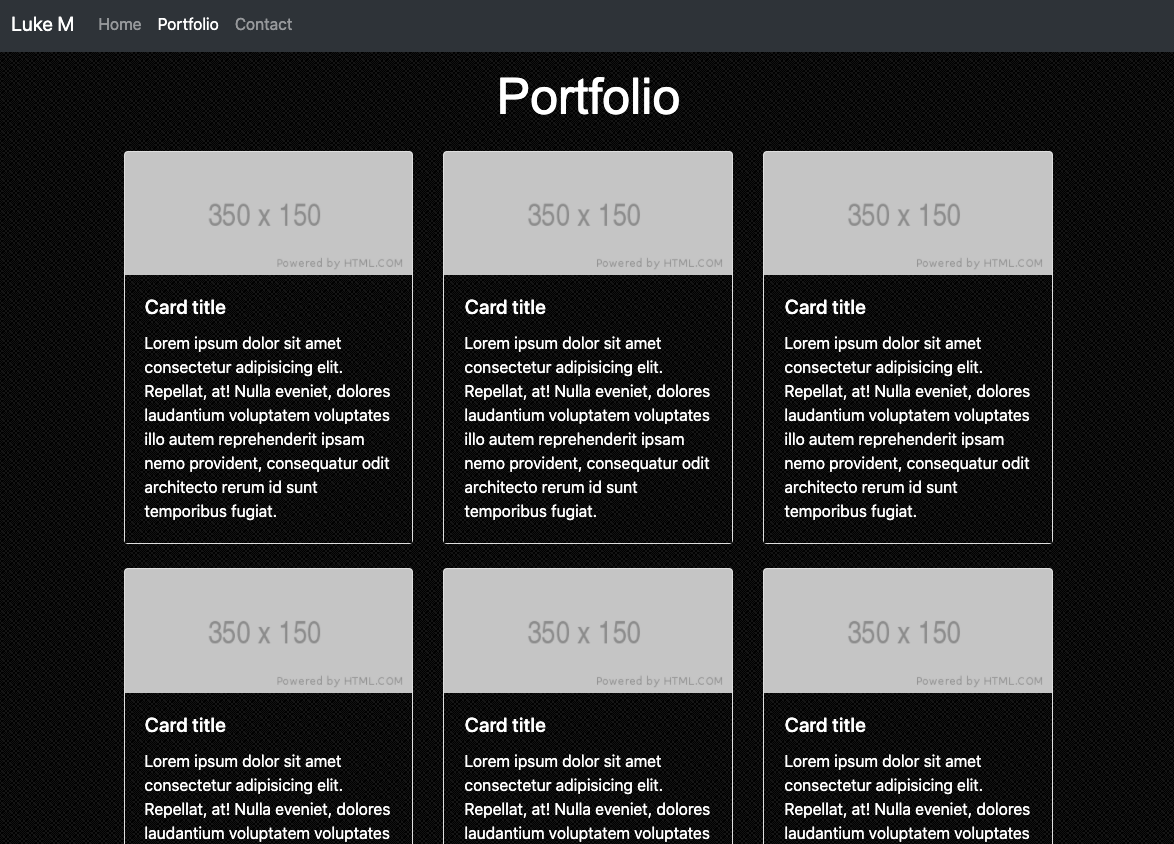 Luke M Home Portfolio Contact
Portfolio
350 x 150
Powered by HTML.COM
Card title
Lorem ipsum dolor sit amet
consectetur adipisicing elit.
Repellat, at! Nulla eveniet, dolores
laudantium voluptatem voluptates
illo autem reprehenderit ipsam
nemo provident, consequatur odit
architecto rerum id sunt
temporibus fugiat.
350 x 150
Powered by HTML.COM
Card title
Lorem ipsum dolor sit amet
consectetur adipisicing elit.
Repellat, at! Nulla eveniet, dolores
laudantium voluptatem voluptates
illo autem reprehenderit ipsam
nemo provident, consequatur odit
architecto rerum id sunt
temporibus fugiat.
350 x 150
Powered by HTML.COM
Card title
Lorem ipsum dolor sit amet
consectetur adipisicing elit.
Repellat, at! Nulla eveniet, dolores
laudantium voluptatem voluptates
illo autem reprehenderit ipsam
nemo provident, consequatur odit
architecto rerum id sunt
temporibus fugiat.
350 x 150
Powered by HTML.COM
Card title
Lorem ipsum dolor sit amet
consectetur adipisicing elit.
Repellat, at! Nulla eveniet, dolores
laudantium voluptatem voluptates
350 x 150
Powered by HTML.COM
Card title
Lorem ipsum dolor sit amet
consectetur adipisicing elit.
Repellat, at! Nulla eveniet, dolores
laudantium voluptatem voluptates
350 x 150
Powered by HTML.COM
Card title
Lorem ipsum dolor sit amet
consectetur adipisicing elit.
Repellat, at! Nulla eveniet, dolores
laudantium voluptatem voluptates